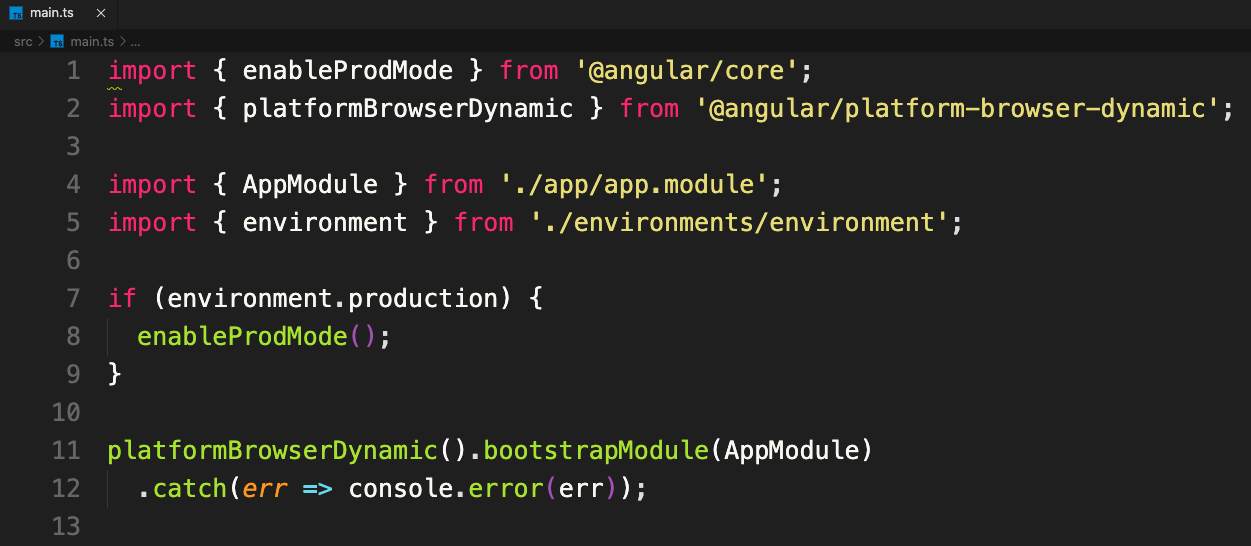 main.ts ×
src > main.ts > ...
1 import { enableProdMode } from '@angular/core';
2 import { platformBrowserDynamic } from '@angular/platform-browser-dynamic';
3
4 import { AppModule } from './app/app.module';
5 import { environment } from './environments/environment';
6
7 if (environment.production) {
8   enableProdMode();
9 }
10
11 platformBrowserDynamic().bootstrapModule(AppModule)
12   .catch(err => console.error(err));
13